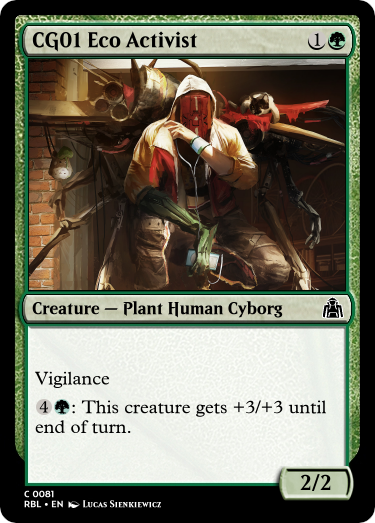 CG01 Eco Activist 1
Creature — Plant Human Cyborg
Vigilance
4: This creature gets +3/+3 until
end of turn.
2/2
C 0081
RBL • EN Lucas Sienkiewicz